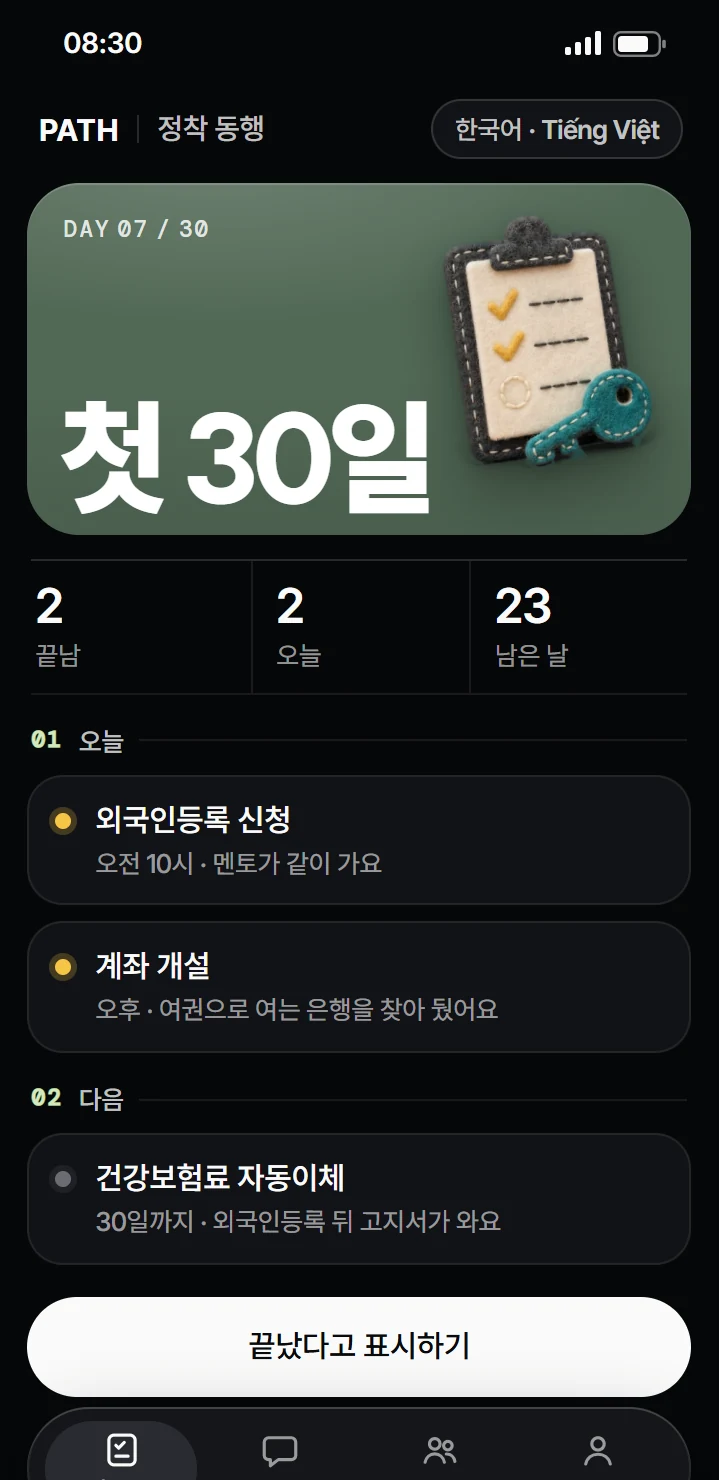 08:30
PATH 정착 동행 한국어 · Tiếng Việt
DAY 07 / 30
첫 30일
2 2 23
끝남 오늘 남은 날
01 오늘
외국인등록 신청
오전 10시 · 멘토가 같이 가요
계좌 개설
오후 · 여권으로 여는 은행을 찾아 뒀어요
02 다음
건강보험료 자동이체
30일까지 · 외국인등록 뒤 고지서가 와요
끝났다고 표시하기